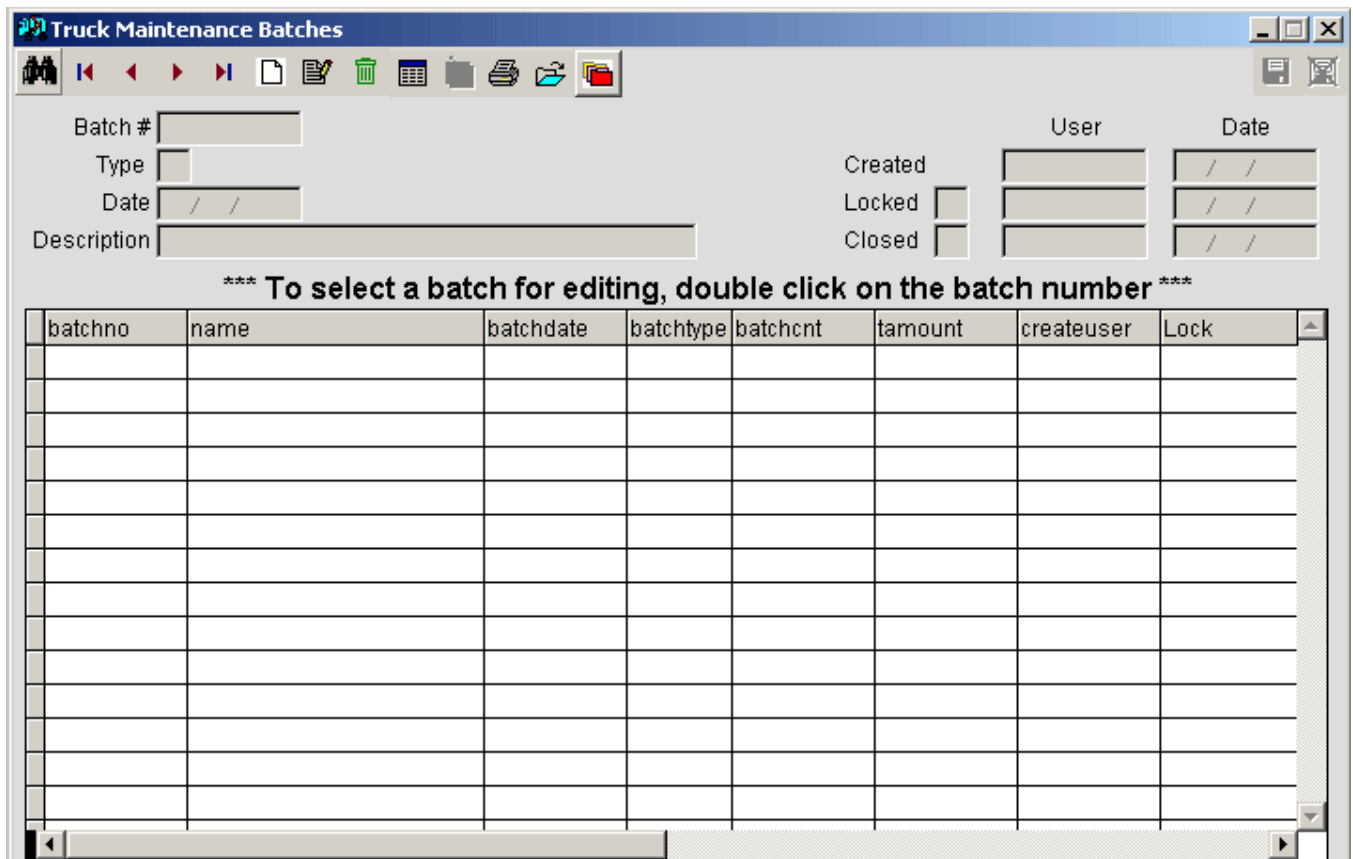 Truck Maintenance Batches
Batch # User Date
Type Created / /
Date / / Locked / /
Description Closed / /
*** To select a batch for editing, double click on the batch number ***
batchno name batchdate batchtype batchcnt tamount createuser Lock